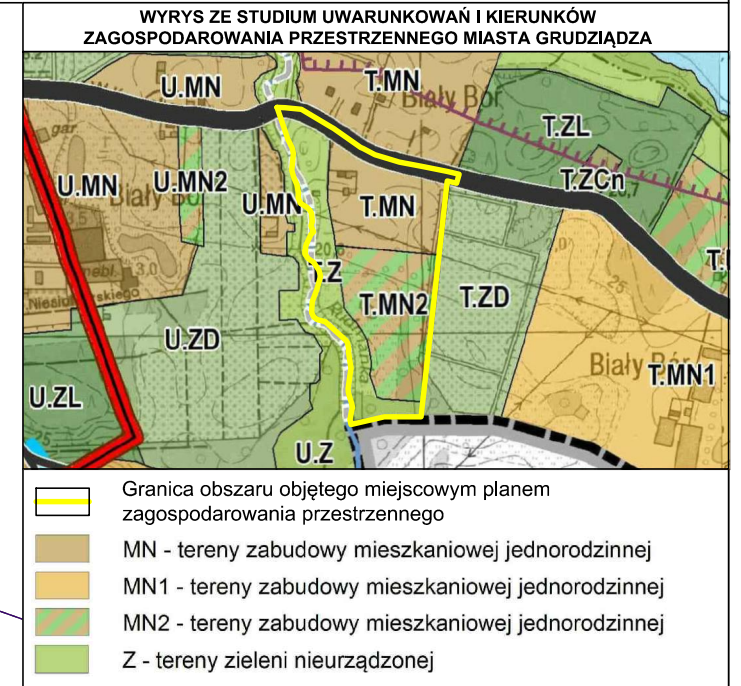 WYRYS ZE STUDIUM UWARUNKOWAŃ I KIERUNKÓW
ZAGOSPODAROWANIA PRZESTRZENNEGO MIASTA GRUDZIĄDZA
U.MN
T.MN
Biały Bór
T.ZL
T.ZCn
U.MN
U.MN2
Biały Bó
U.MN
T.MN
.Z
T.MN2
T.ZD
U.ZD
Biały Bór
T.MN1
U.ZL
U.Z
Granica obszaru objętego miejscowym planem
zagospodarowania przestrzennego
MN - tereny zabudowy mieszkaniowej jednorodzinnej
MN1 - tereny zabudowy mieszkaniowej jednorodzinnej
MN2 - tereny zabudowy mieszkaniowej jednorodzinnej
Z - tereny zieleni nieurządzonej